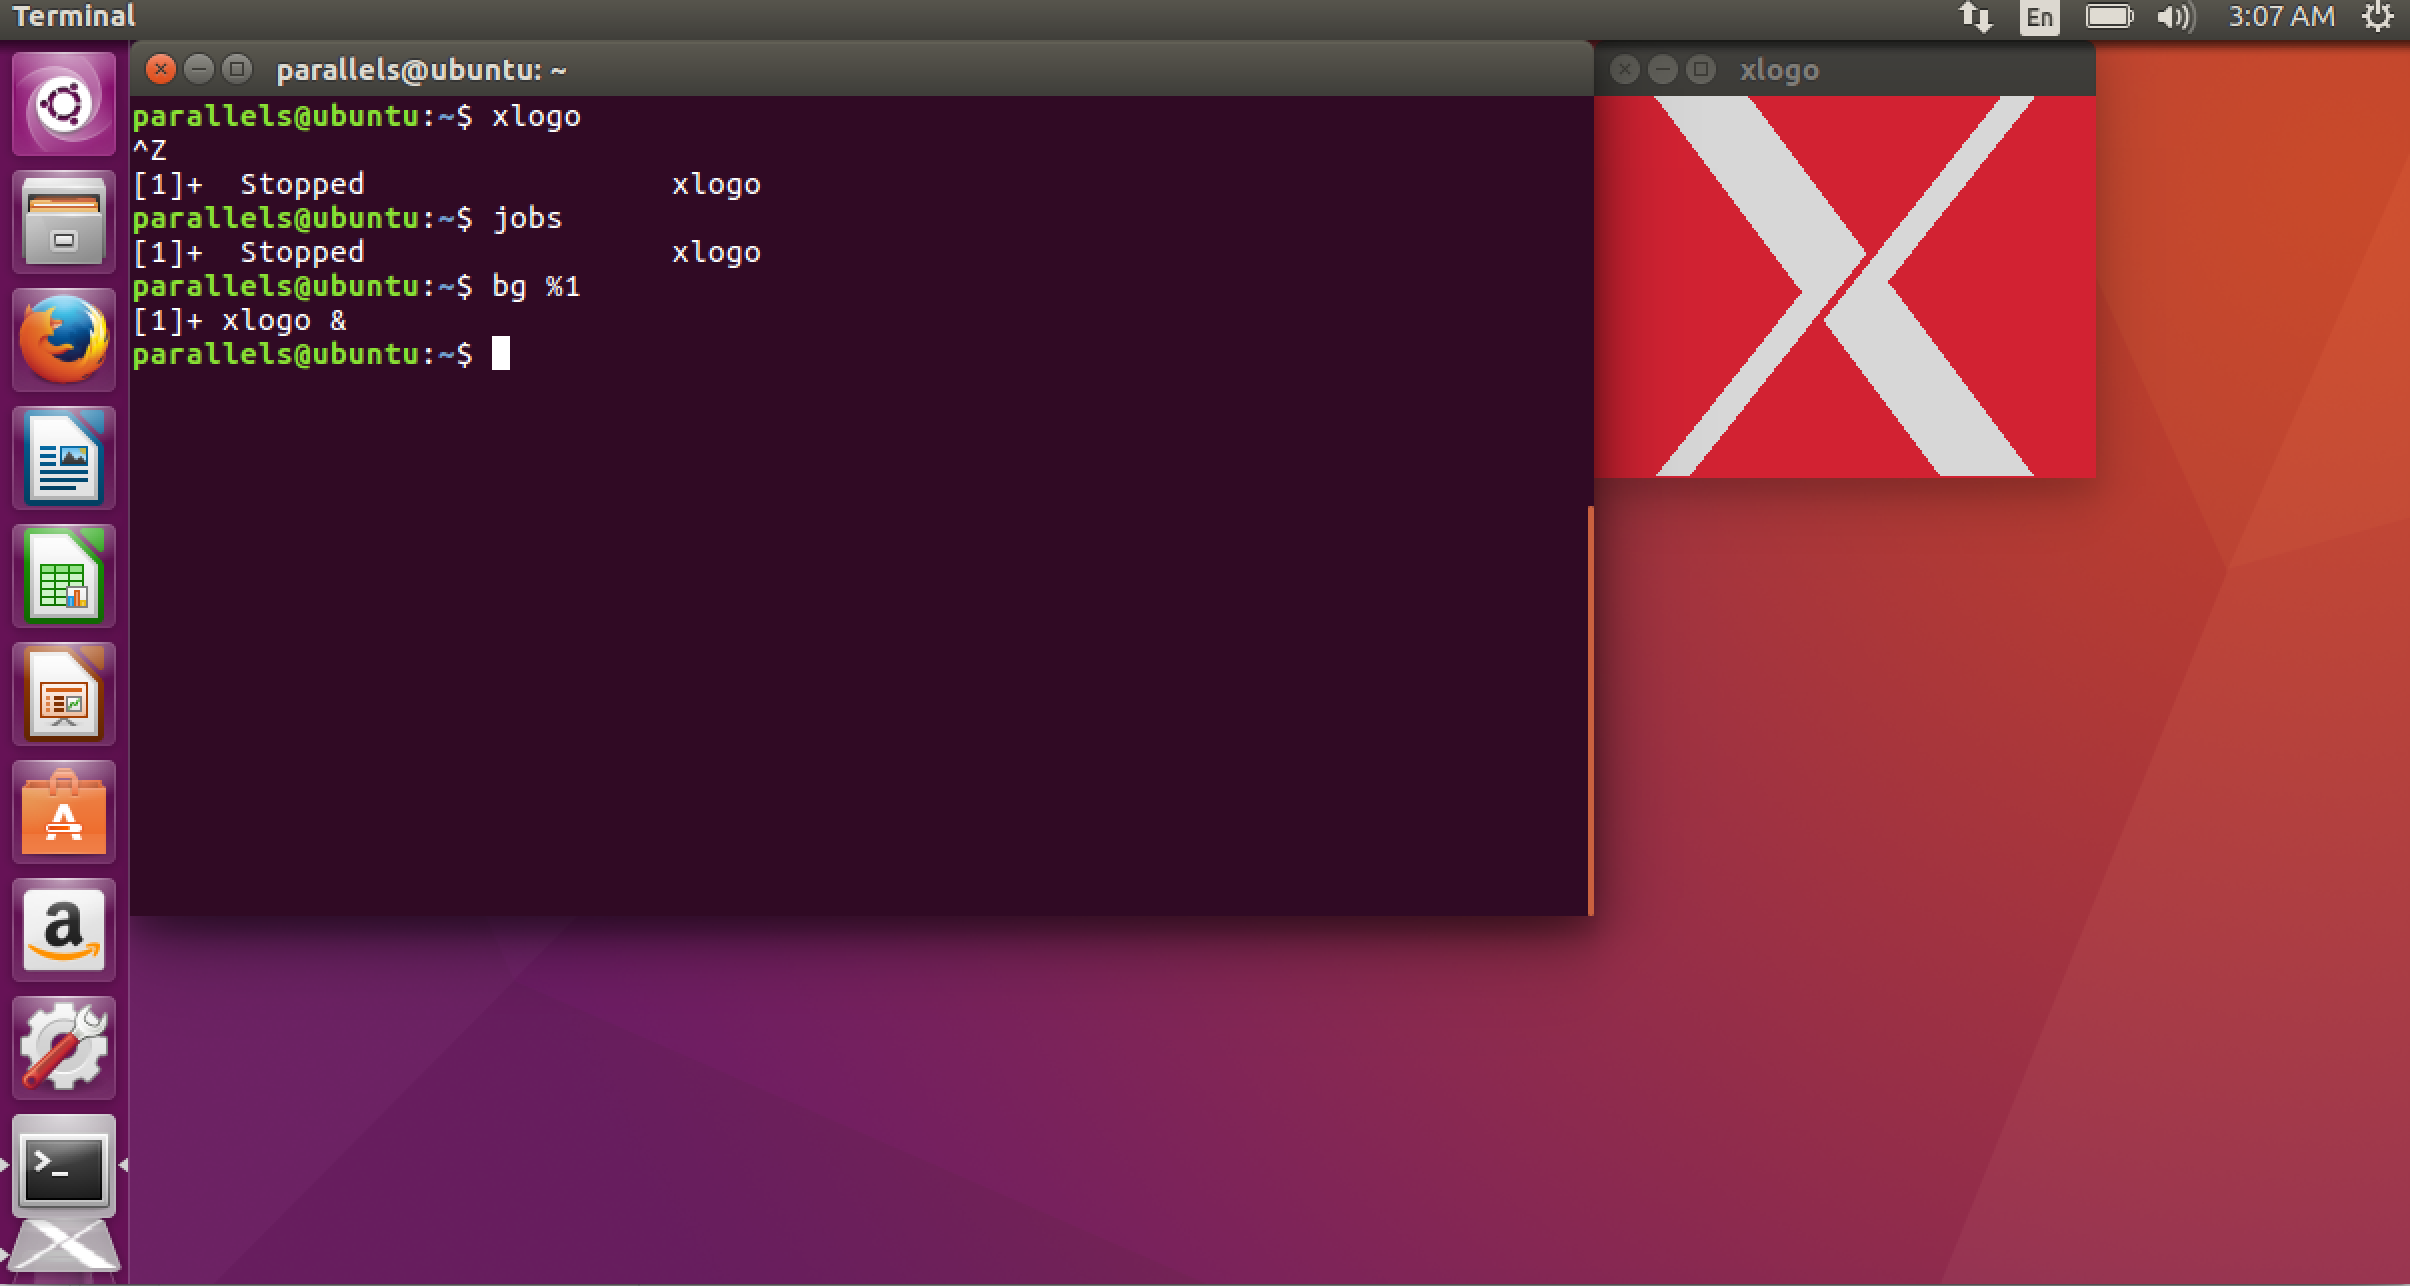 Terminal
En
3:07 AM
parallels@ubuntu: ~
xlogo
parallels@ubuntu:~$ xlogo
^Z
[1]+  Stopped                 xlogo
parallels@ubuntu:~$ jobs
[1]+  Stopped                 xlogo
parallels@ubuntu:~$ bg %1
[1]+ xlogo &
parallels@ubuntu:~$